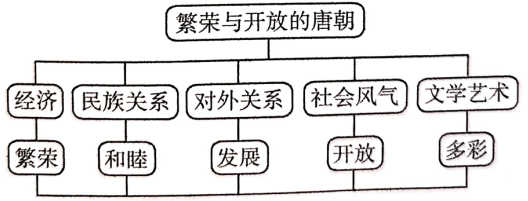 繁荣与开放的唐朝
经济 民族关系 对外关系 社会风气 文学艺术
繁荣 和睦 发展 开放 多彩